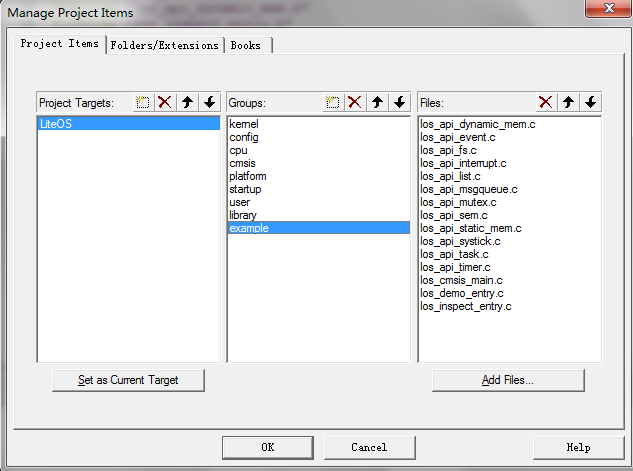 Manage Project Items
Project Items
Folders/Extensions
Books
Project Targets:
LiteOS
Set as Current Target
Groups:
kernel
config
cpu
cmsis
platform
startup
user
library
example
Files:
los_api_dynamic_mem.c
los_api_event.c
los_api_fs.c
los_api_interrupt.c
los_api_list.c
los_api_msgqueue.c
los_api_mutex.c
los_api_sem.c
los_api_static_mem.c
los_api_systick.c
los_api_task.c
los_api_timer.c
los_cmsis_main.c
los_demo_entry.c
los_inspect_entry.c
Add Files...
OK
Cancel
Help